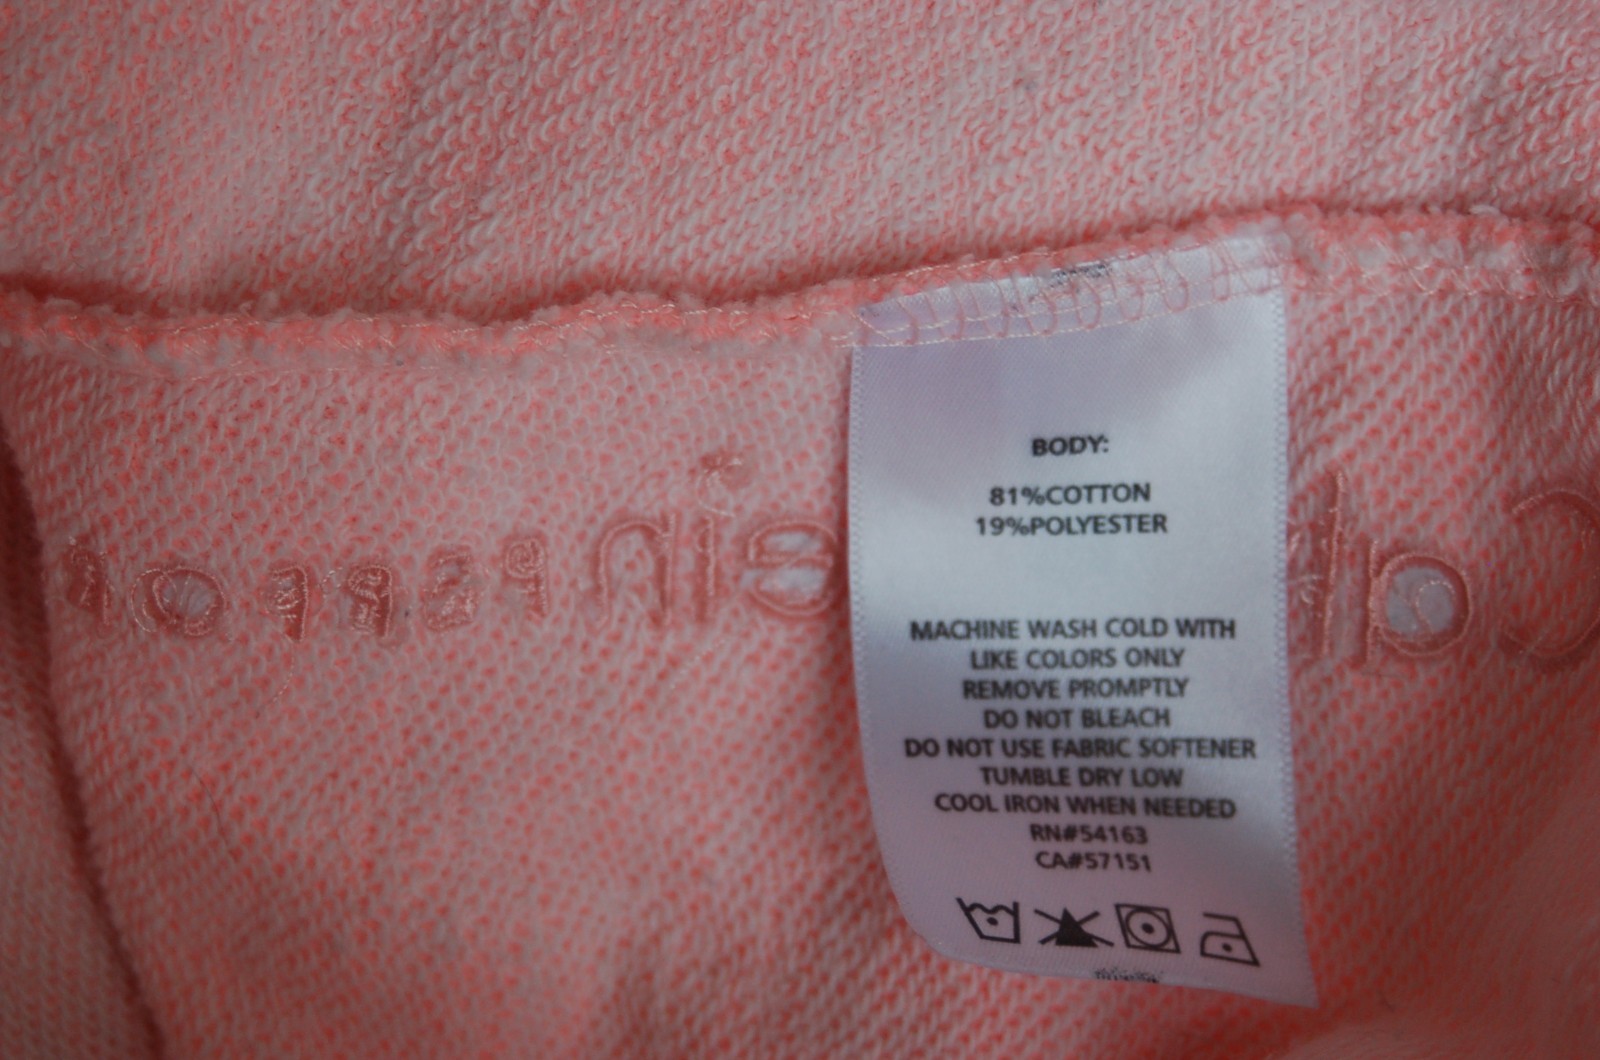 BODY:
81%COTTON
19%POLYESTER
MACHINE WASH COLD WITH
LIKE COLORS ONLY
REMOVE PROMPTLY
DO NOT BLEACH
DO NOT USE FABRIC SOFTENER
TUMBLE DRY LOW
COOL IRON WHEN NEEDED
RN#54163
CA#57151